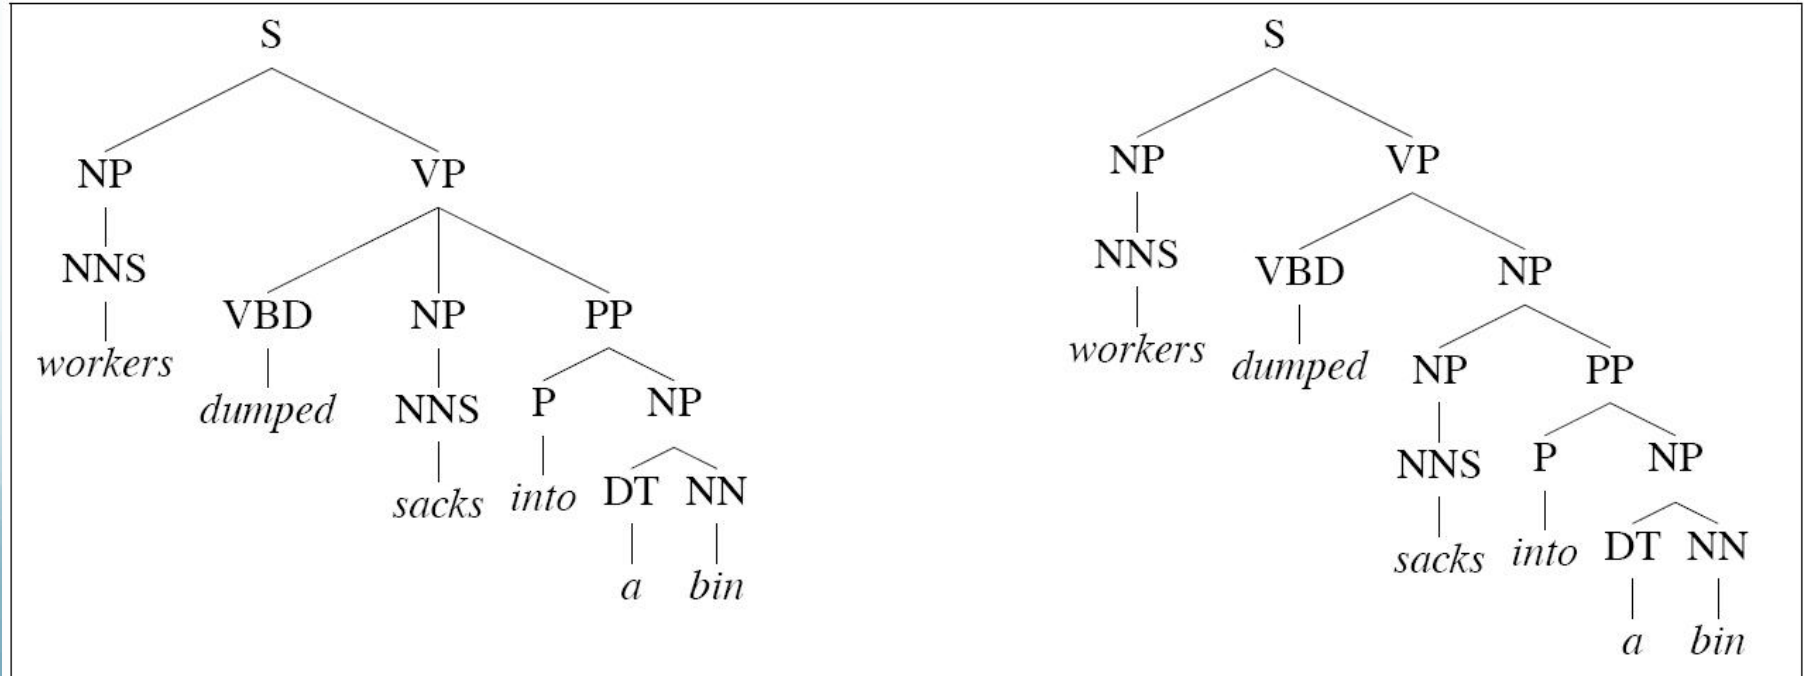 S S
NP VP NP VP
NNS VBD NP PP NNS VBD NP
workers dumped NNS P NP workers dumped NP PP
sacks into DT NN NNS P NP
a bin sacks into DT NN
a bin